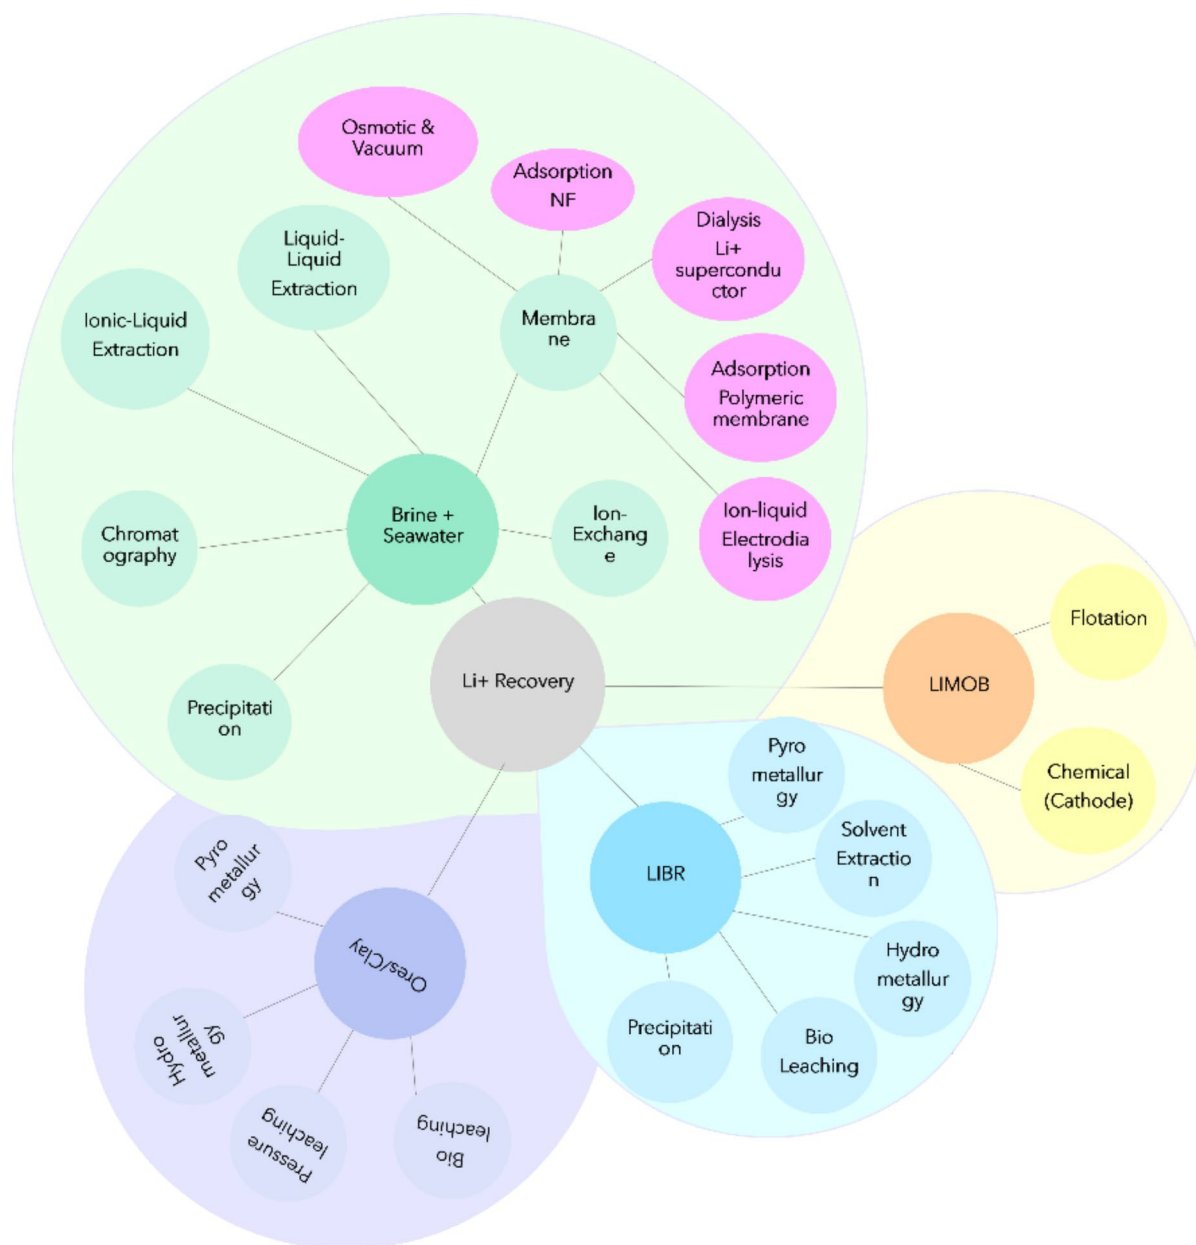 Osmotic &
Vacuum
Adsorption
NF
Dialysis
Li+
supercondu
ctor
Liquid-
Liquid
Extraction
Ionic-Liquid
Extraction
Membra
ne
Adsorption
Polymeric
membrane
Brine +
Seawater
Ion-
Exchang
e
Ion-liquid
Electrodia
lysis
Chromat
ography
Precipitati
on
Li+ Recovery
LIMOB
Flotation
Chemical
(Cathode)
Pyro
metallur
gy
Ores/Clay
Hydro
metallur
gy
Pressure
leaching
Bio
leaching
LIBR
Pyro
metallur
gy
Solvent
Extractio
n
Hydro
metallur
gy
Bio
Leaching
Precipitati
on